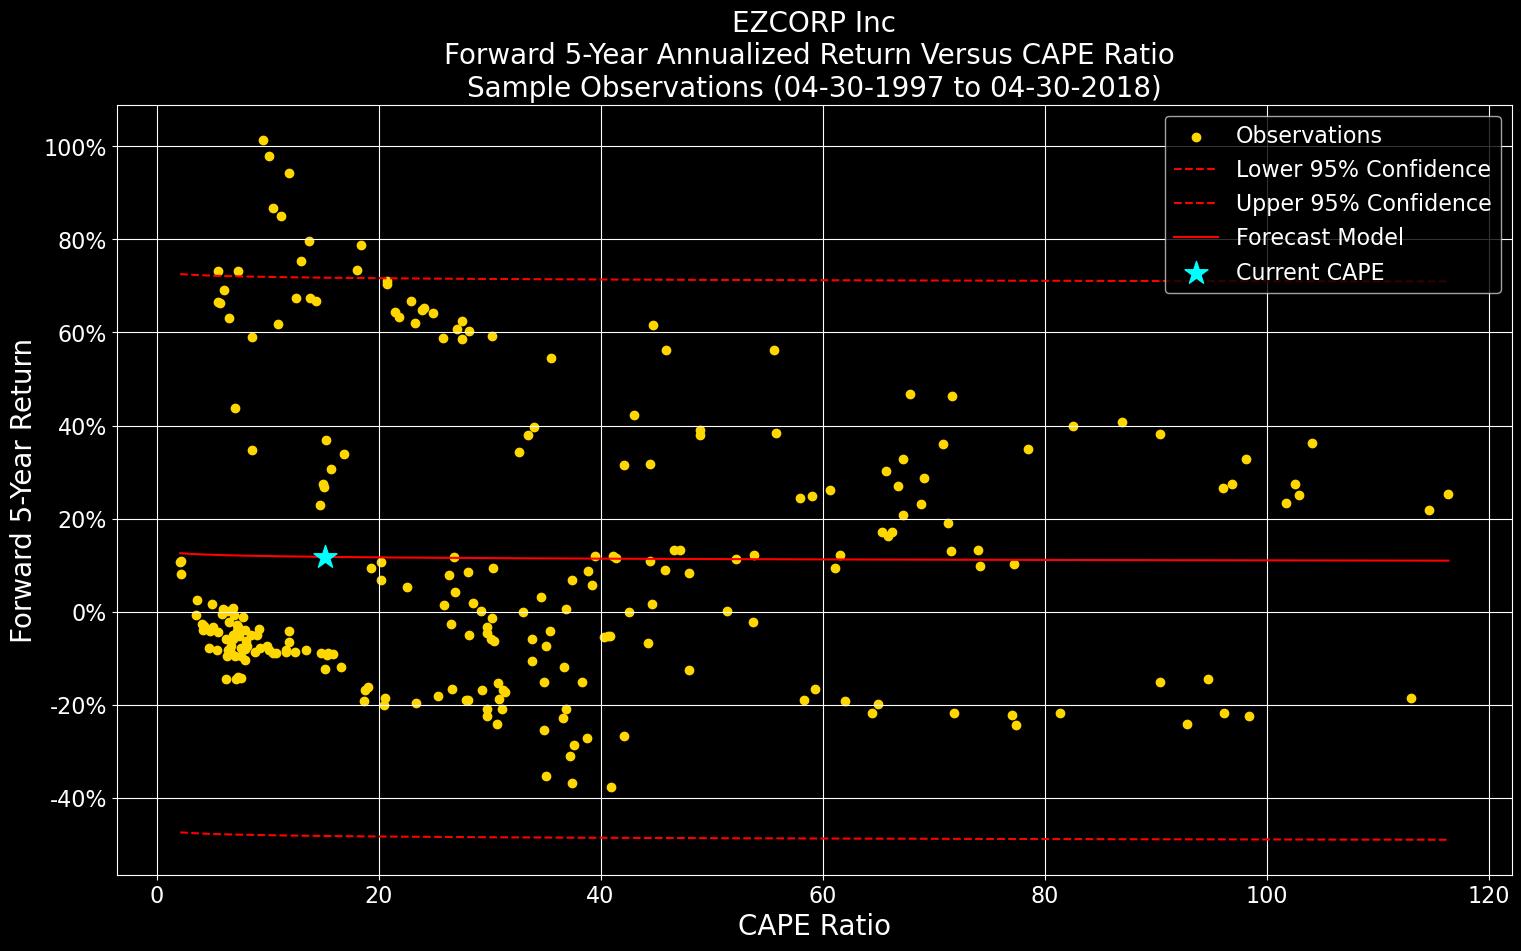 EZCORP Inc
Forward 5-Year Annualized Return Versus CAPE Ratio
Sample Observations (04-30-1997 to 04-30-2018)
Observations
Lower 95% Confidence
Upper 95% Confidence
Forecast Model
Current CAPE
Forward 5-Year Return
100%
80%
60%
40%
20%
0%
-20%
-40%
0 20 40 60 80 100 120
CAPE Ratio